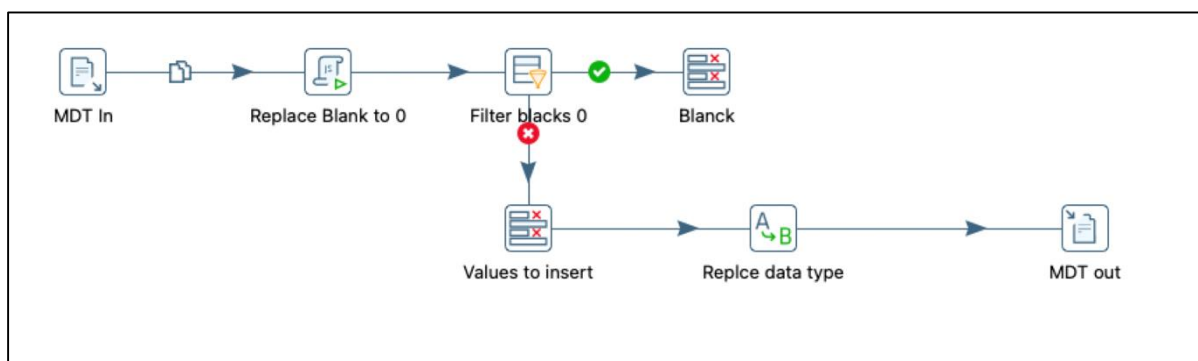 MDT In
Replace Blank to 0
Filter blacks 0
Blanck
Values to insert
A
B
Replce data type
MDT out